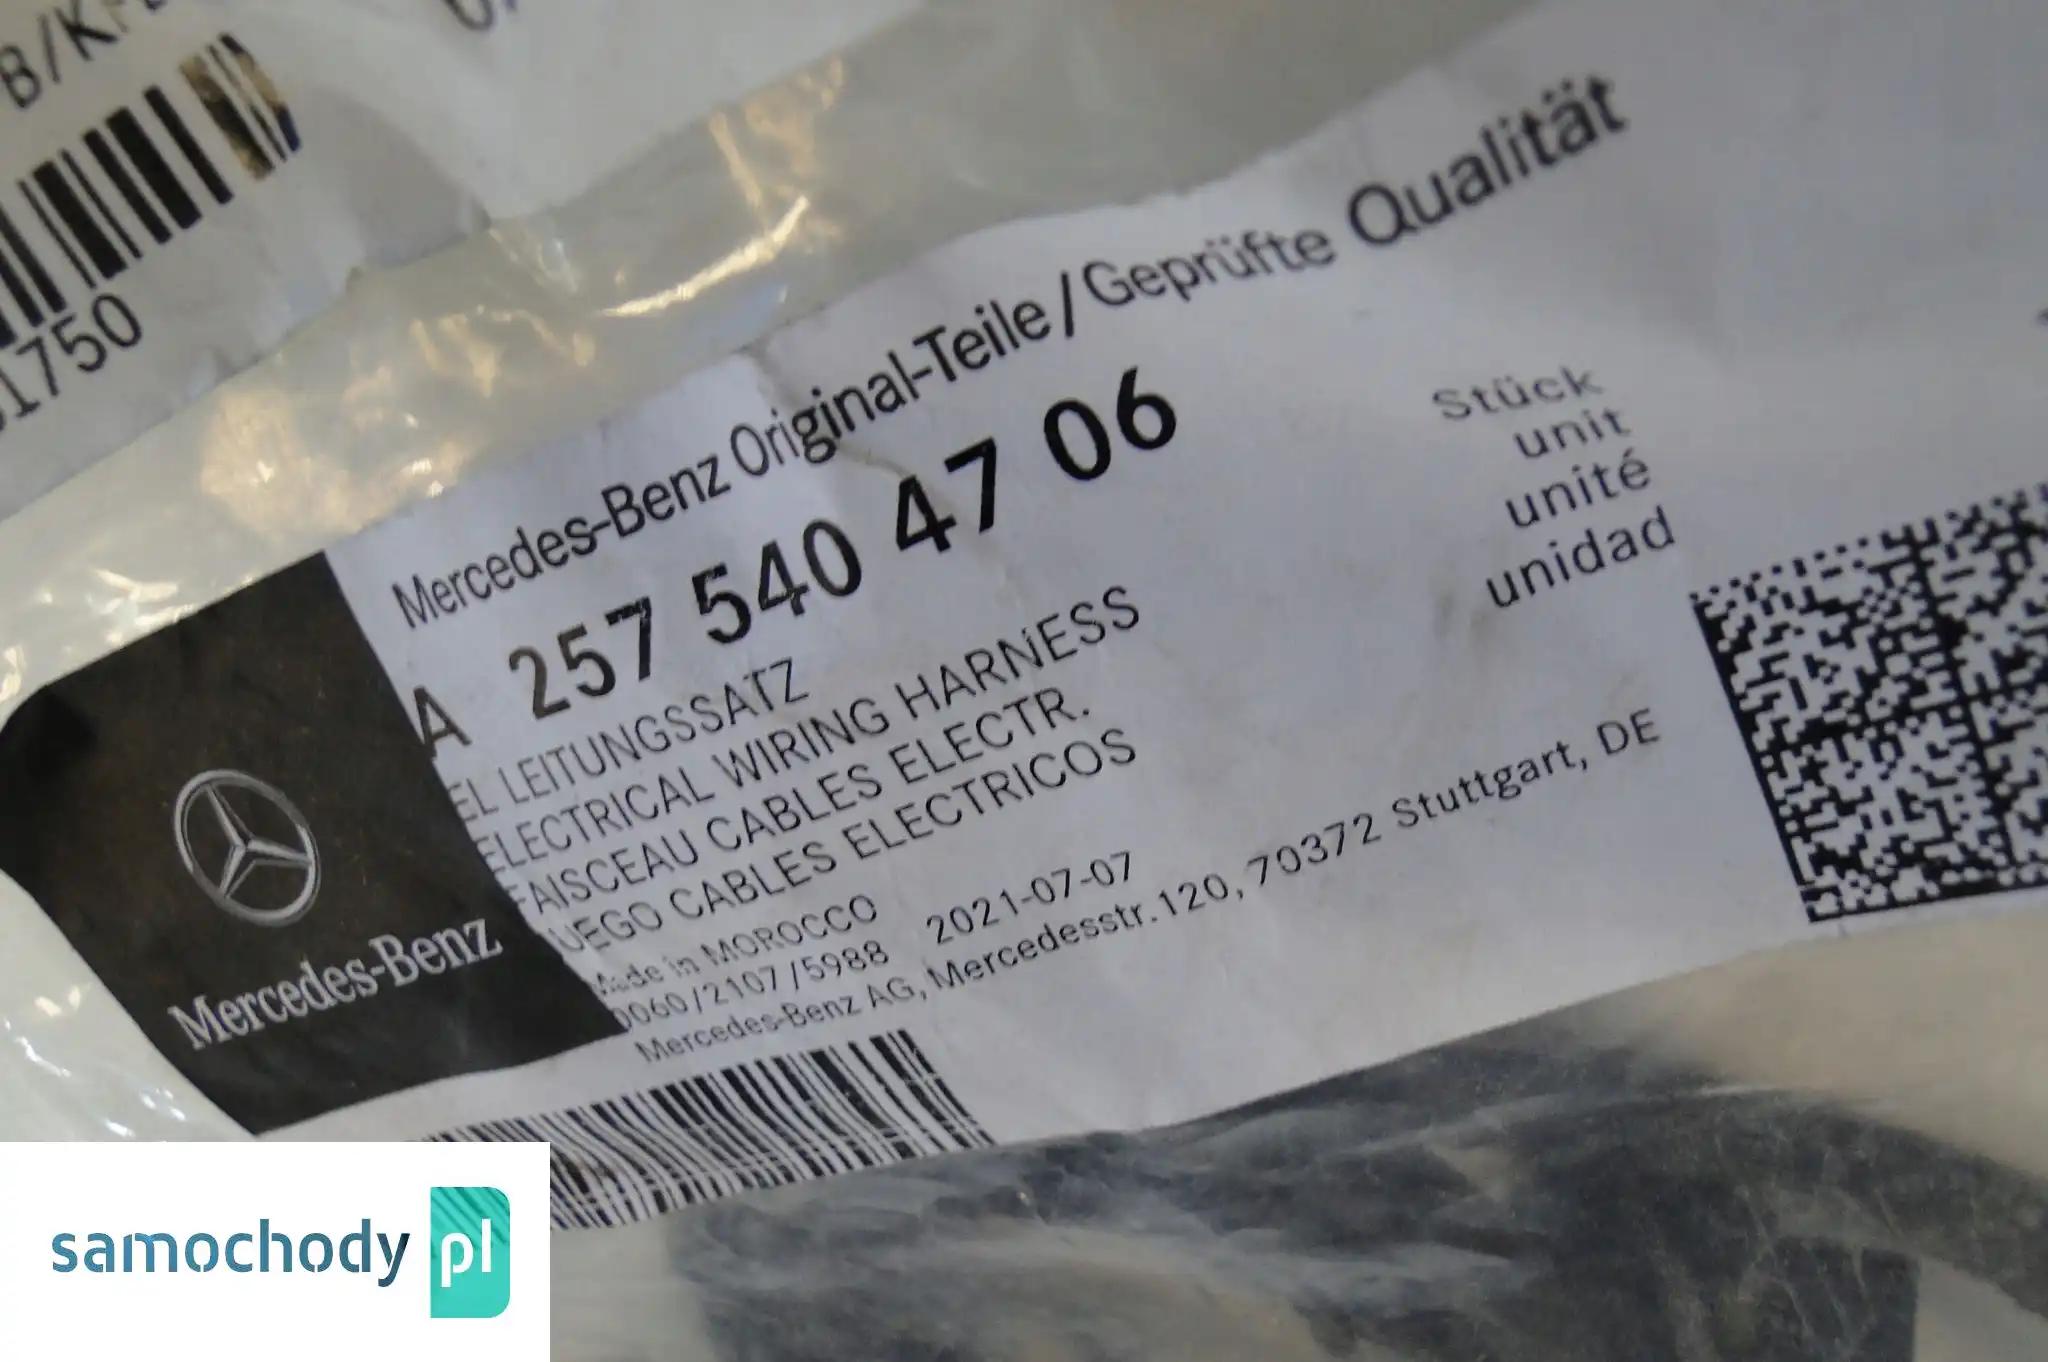 1750
Mercedes-Benz Original-Teile/Geprüfte Qualität
A 257 540 47 06
EL LEITUNGSSATZ
ELECTRICAL WIRING HARNESS
FAISCEAU CABLES ELECTR.
JUEGO CABLES ELECTRICOS
Made in MOROCCO
0060/2107/5988 2021-07-07
Mercedes-Benz AG, Mercedesstr.120, 70372 Stuttgart, DE
Stück
unit
unité
unidad
Mercedes-Benz
samochody pl